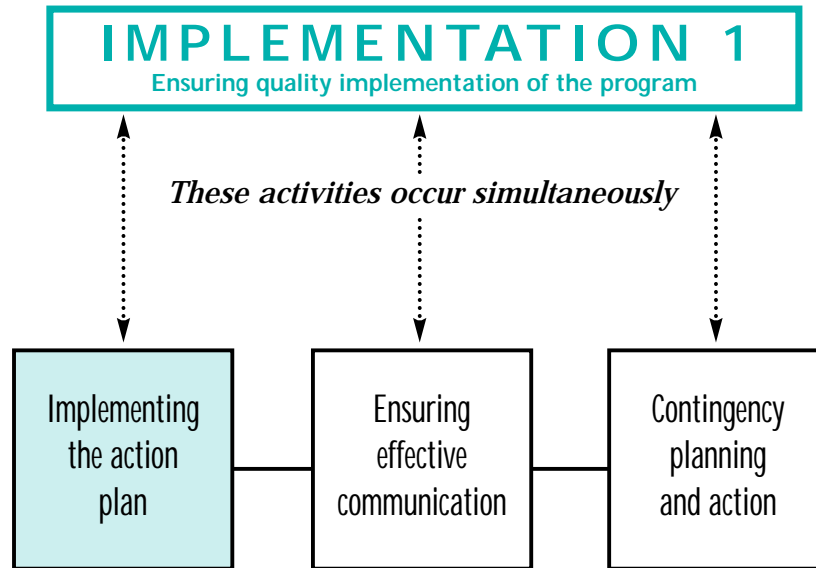 IMPLEMENTATION 1
Ensuring quality implementation of the program
These activities occur simultaneously
Implementing
the action
plan
Ensuring
effective
communication
Contingency
planning
and action